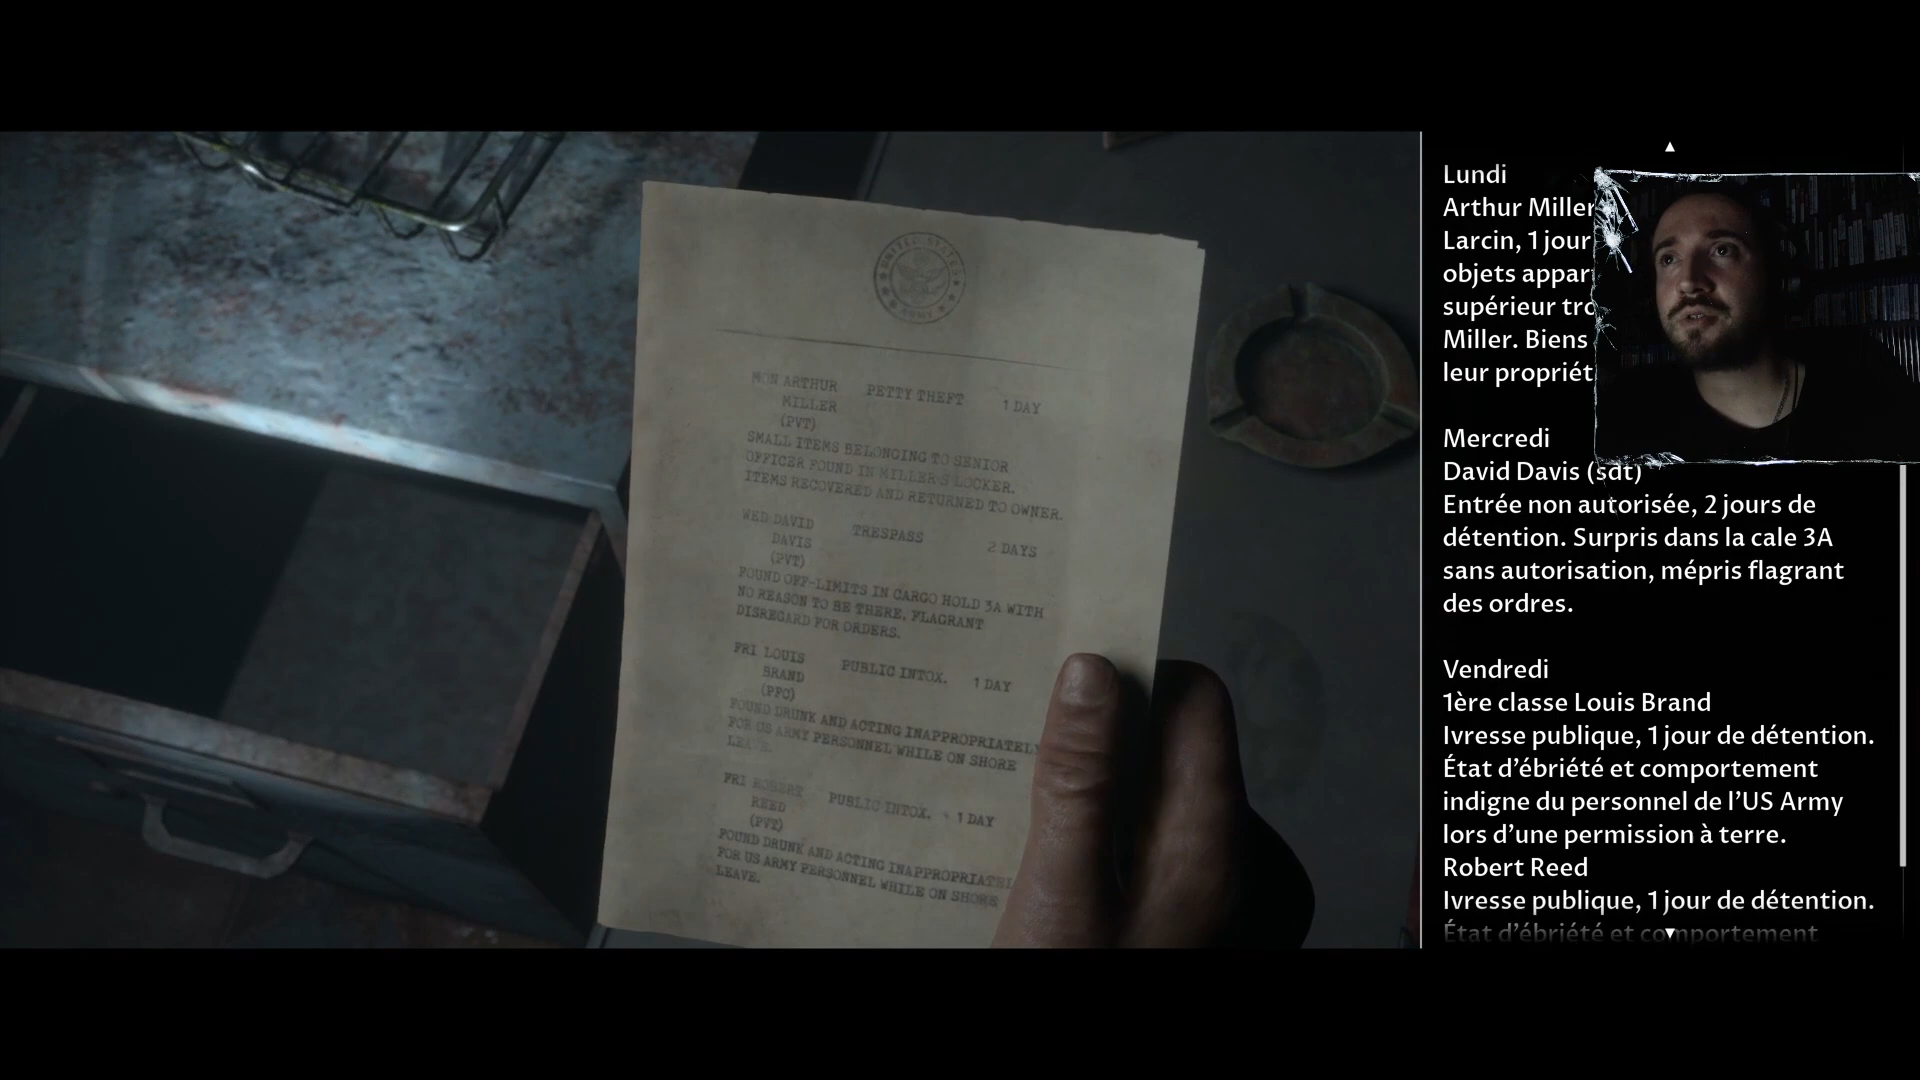 UNITED STATES
ARMY
MON ARTHUR PETTY THEFT 1 DAY
MILLER
(PVT)
SMALL ITEMS BELONGING TO SENIOR
OFFICER FOUND IN MILLER'S LOCKER.
ITEMS RECOVERED AND RETURNED TO OWNER.
WED DAVID TRESPASS 2 DAYS
DAVIS
(PVT)
FOUND OFF-LIMITS IN CARGO HOLD 3A WITH
NO REASON TO BE THERE, FLAGRANT
DISREGARD FOR ORDERS.
FRI LOUIS PUBLIC INTOX. 1 DAY
BRAND
(PFC)
FOUND DRUNK AND ACTING INAPPROPRIATELY
FOR US ARMY PERSONNEL WHILE ON SHORE
LEAVE.
FRI ROBERT PUBLIC INTOX. 1 DAY
REED
(PVT)
FOUND DRUNK AND ACTING
FOR US ARMY PERSONNEL WHILE ON SHORE
LEAVE.
Lundi
Arthur Miller
Larcin, 1 jour
objets
supérieur
Miller. Biens
leur
Mercredi
David Davis (sdt)
Entrée non autorisée, 2 jours de
détention. Surpris dans la cale 3A
sans autorisation, mépris flagrant
des ordres.
Vendredi
1ère classe Louis Brand
Ivresse publique, 1 jour de détention.
État d'ébriété et comportement
indigne du personnel de l'US Army
lors d'une permission à terre.
Robert Reed
Ivresse publique, 1 jour de détention.
État d'ébriété et comportement